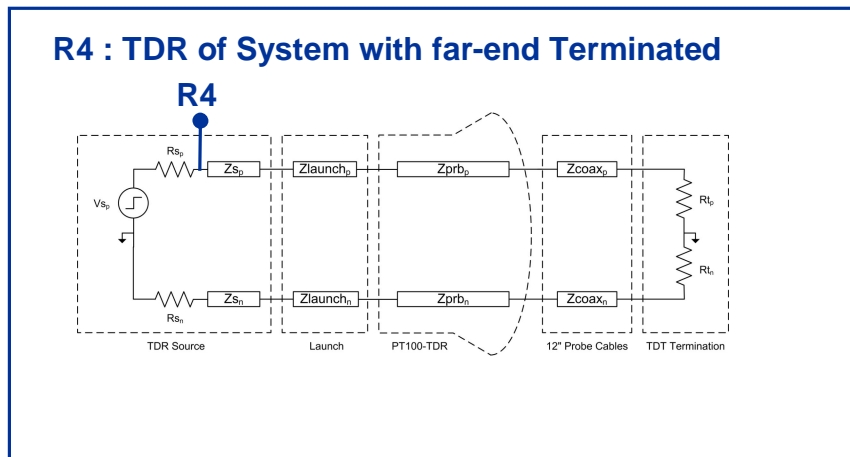 R4 : TDR of System with far-end Terminated
R4
Rsp
Zsp Zlaunchp Zprbp Zcoaxp
Vsp
Rtp
Rtn
Rsn
Zsn Zlaunchn Zprbn Zcoaxn
TDR Source Launch PT100-TDR 12" Probe Cables TDT Termination